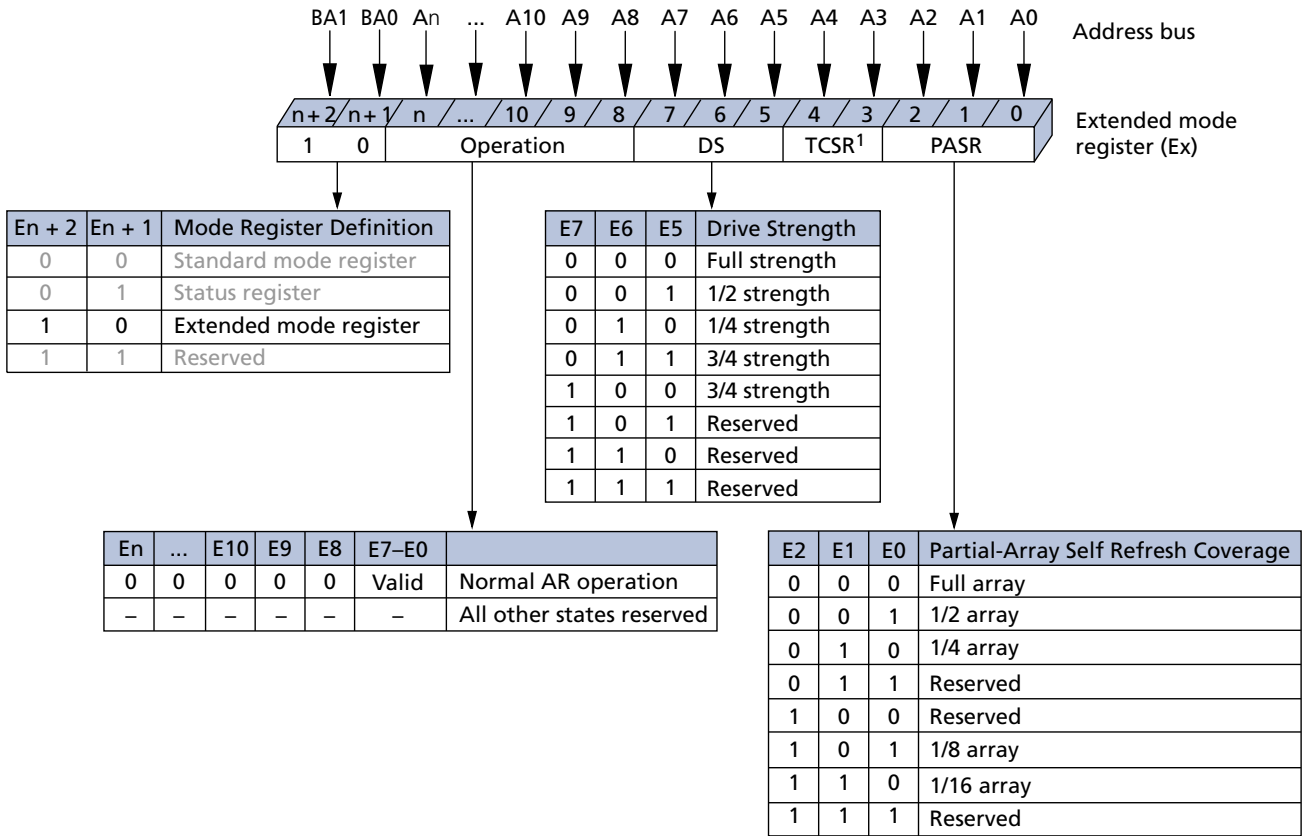 BA1 BA0 An ... A10 A9 A8 A7 A6 A5 A4 A3 A2 A1 A0 Address bus
n + 2 n + 1 n ... 10 9 8 7 6 5 4 3 2 1 0 Extended mode
1 0 Operation DS TCSR1 PASR register (Ex)
En + 2 En + 1 Mode Register Definition
0 0 Standard mode register
0 1 Status register
1 0 Extended mode register
1 1 Reserved
E7 E6 E5 Drive Strength
0 0 0 Full strength
0 0 1 1/2 strength
0 1 0 1/4 strength
0 1 1 3/4 strength
1 0 0 3/4 strength
1 0 1 Reserved
1 1 0 Reserved
1 1 1 Reserved
En ... E10 E9 E8 E7–E0
0 0 0 0 0 Valid Normal AR operation
– – – – – – All other states reserved
E2 E1 E0 Partial-Array Self Refresh Coverage
0 0 0 Full array
0 0 1 1/2 array
0 1 0 1/4 array
0 1 1 Reserved
1 0 0 Reserved
1 0 1 1/8 array
1 1 0 1/16 array
1 1 1 Reserved